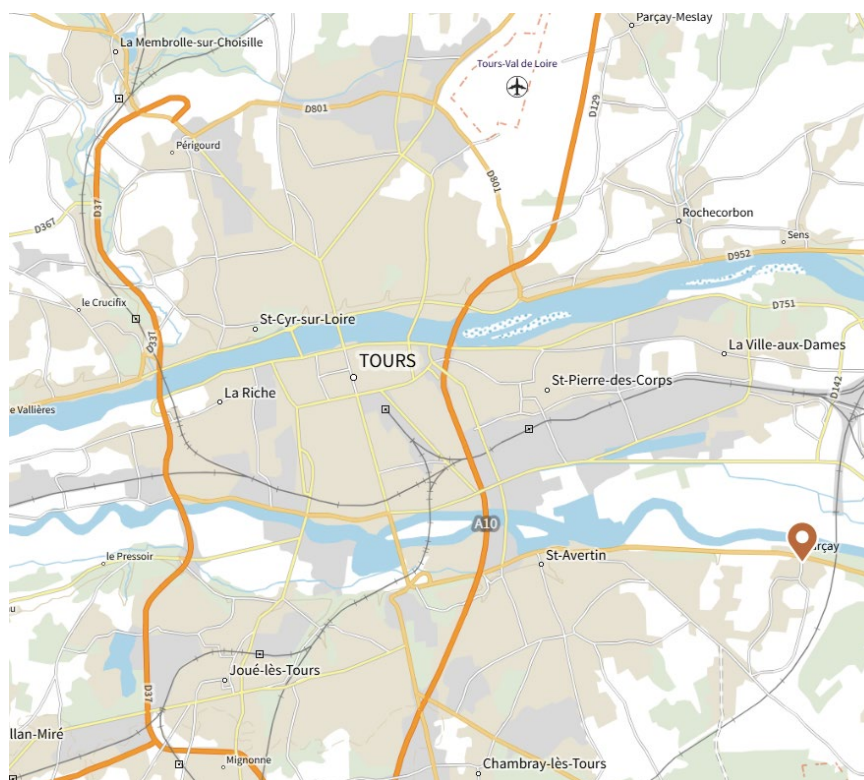 Parçay-Meslay
La Membrolle-sur-Choisille
Tours-Val de Loire
D801
D129
Périgourd
D801
D37
D367
Rochecorbon
Sens
D952
le Crucifix
D751
St-Cyr-sur-Loire
D37
La Ville-aux-Dames
TOURS
St-Pierre-des-Corps
D142
La Riche
e Vallières
A10
rçay
le Pressoir
St-Avertin
au
Joué-lès-Tours
D37
llan-Miré
Mignonne
Chambray-lès-Tours